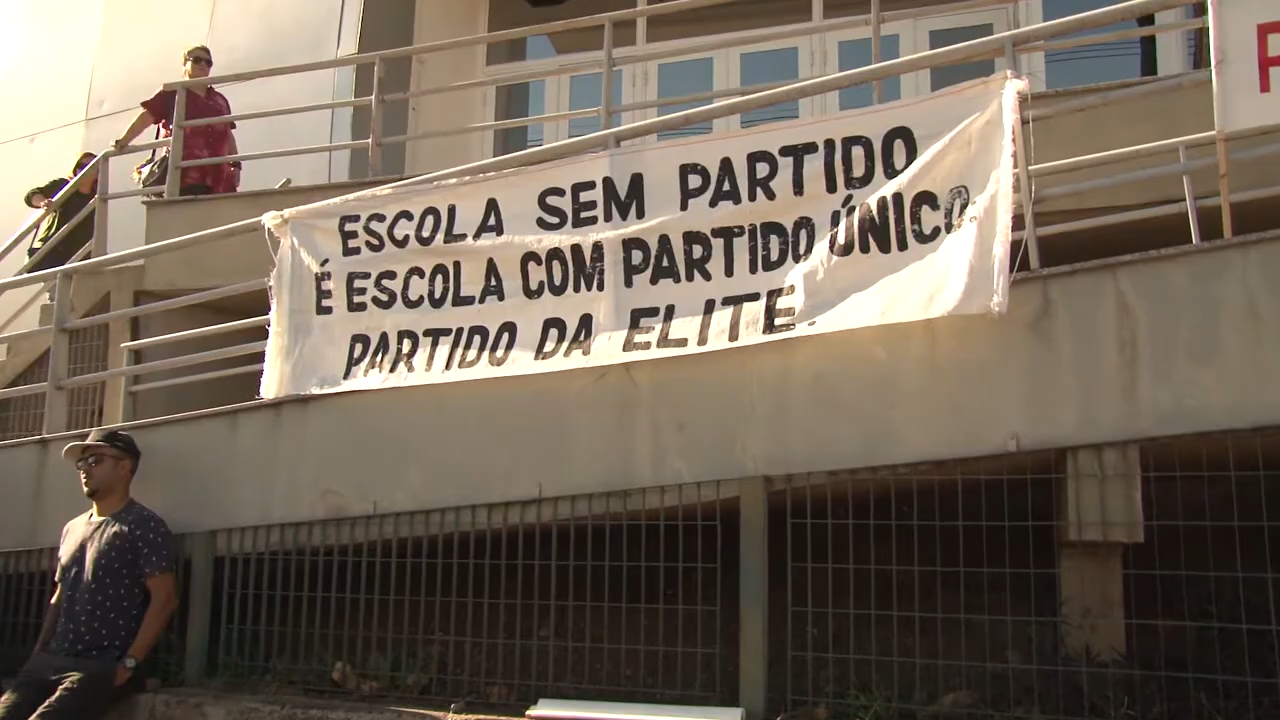 ESCOLA SEM PARTIDO
É ESCOLA COM PARTIDO ÚNICO.
PARTIDO DA ELITE.